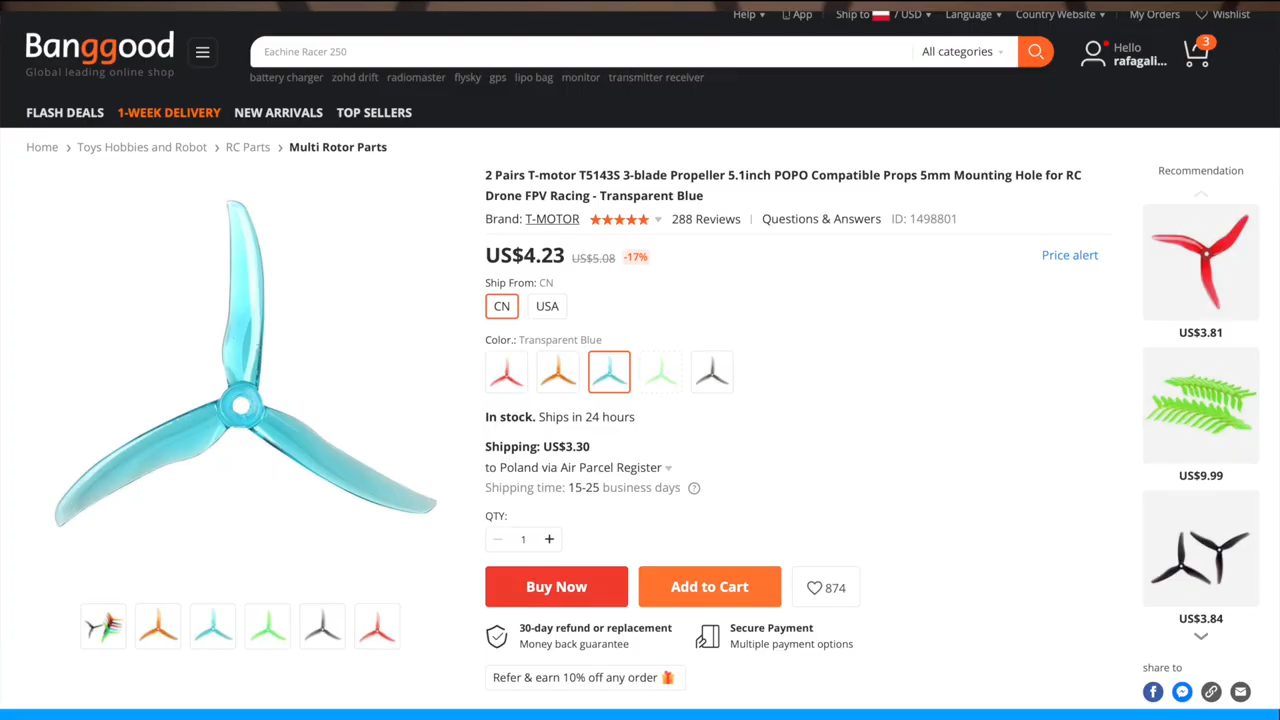 Help App Ship to / USD Language Country Website My Orders Wishlist
Banggood
Global leading online shop
Eachine Racer 250
All categories
Hello
rafagali...
3
battery charger zohd drift radiomaster flysky gps lipo bag monitor transmitter receiver
FLASH DEALS 1-WEEK DELIVERY NEW ARRIVALS TOP SELLERS
Home > Toys Hobbies and Robot > RC Parts > Multi Rotor Parts
2 Pairs T-motor T5143S 3-blade Propeller 5.1inch POPO Compatible Props 5mm Mounting Hole for RC
Drone FPV Racing - Transparent Blue
Brand: T-MOTOR 288 Reviews Questions & Answers ID: 1498801
US$4.23 US$5.08 -17% Price alert
Ship From: CN
CN USA
Color.: Transparent Blue
In stock. Ships in 24 hours
Shipping: US$3.30
to Poland via Air Parcel Register
Shipping time: 15-25 business days ?
QTY:
− 1 +
Buy Now Add to Cart 874
30-day refund or replacement
Money back guarantee
Secure Payment
Multiple payment options
Refer & earn 10% off any order
Recommendation
US$3.81
US$9.99
US$3.84
share to